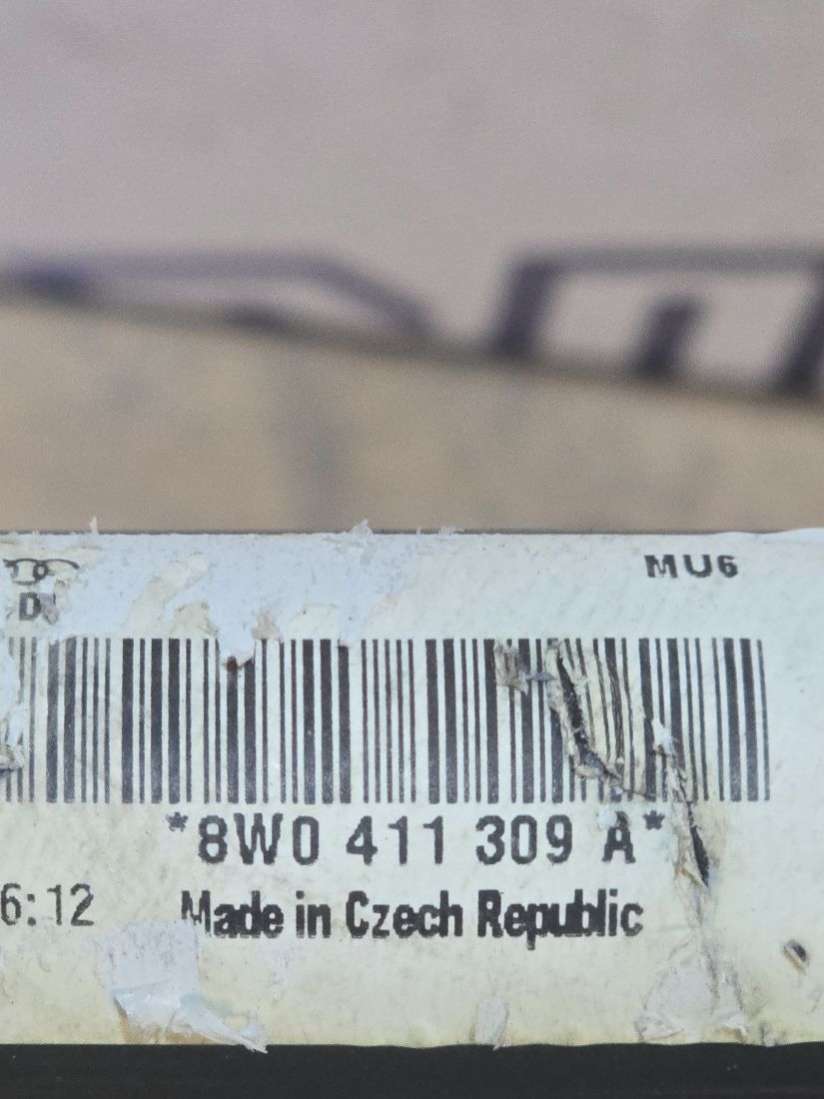 MU6
D
*8W0 411 309 A*
6:12
Made in Czech Republic